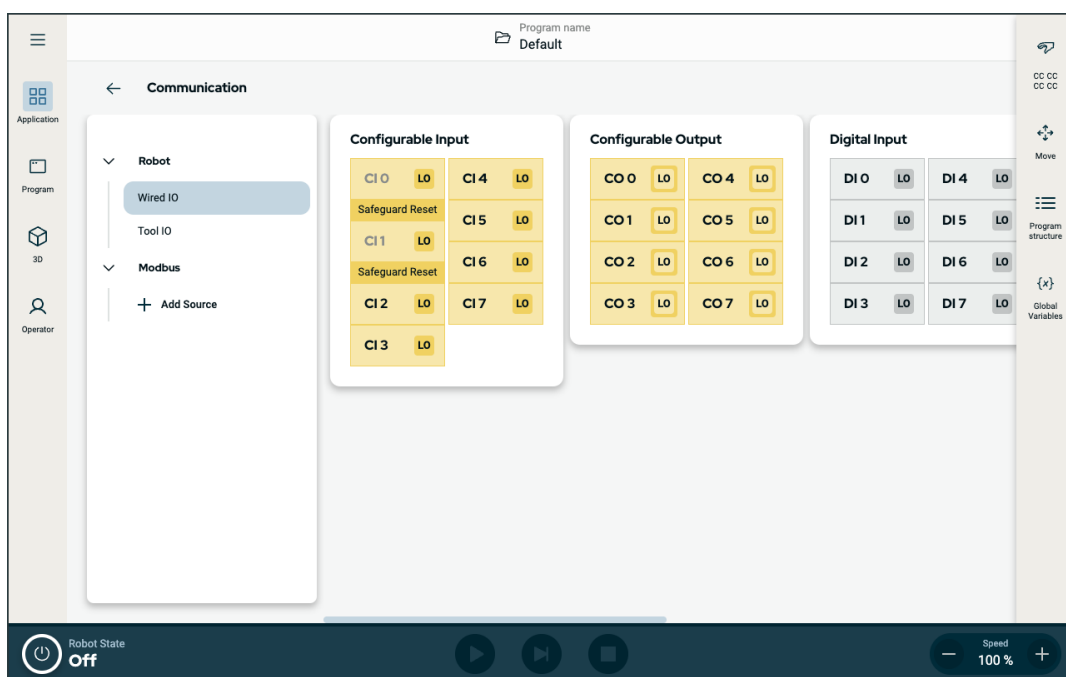 Program name
Default
Application
Program
3D
Operator
Communication
Robot
Wired IO
Tool IO
Modbus
Add Source
Configurable Input
CI 0 LO CI 4 LO
Safeguard Reset
CI 5 LO
CI 1 LO
Safeguard Reset
CI 6 LO
CI 2 LO CI 7 LO
CI 3 LO
Configurable Output
CO 0 LO CO 4 LO
CO 1 LO CO 5 LO
CO 2 LO CO 6 LO
CO 3 LO CO 7 LO
Digital Input
DI 0 LO DI 4 LO
DI 1 LO DI 5 LO
DI 2 LO DI 6 LO
DI 3 LO DI 7 LO
CC CC
CC CC
Move
Program
structure
{x}
Global
Variables
Robot State
Off
Speed
100 %